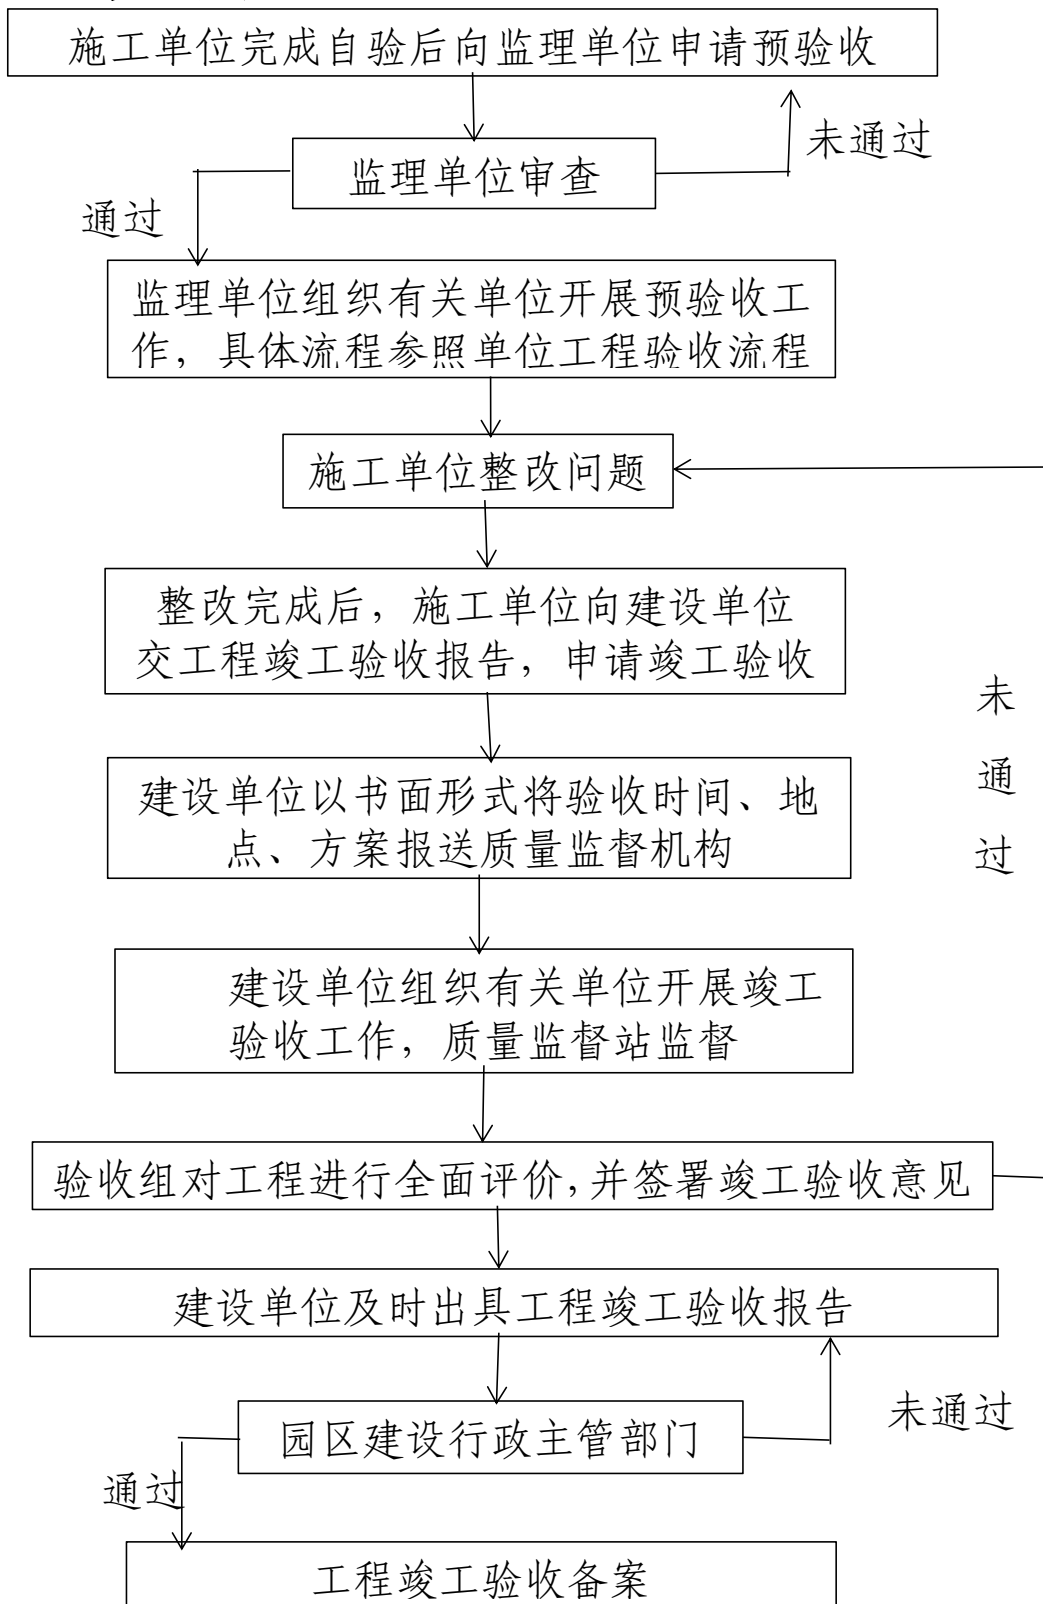 施工单位完成自验后向监理单位申请预验收
未通过
监理单位审查
通过
监理单位组织有关单位开展预验收工
作，具体流程参照单位工程验收流程
施工单位整改问题
整改完成后，施工单位向建设单位
交工程竣工验收报告，申请竣工验收
未
通
过
建设单位以书面形式将验收时间、地
点、方案报送质量监督机构
建设单位组织有关单位开展竣工
验收工作，质量监督站监督
验收组对工程进行全面评价,并签署竣工验收意见
建设单位及时出具工程竣工验收报告
未通过
园区建设行政主管部门
通过
工程竣工验收备案